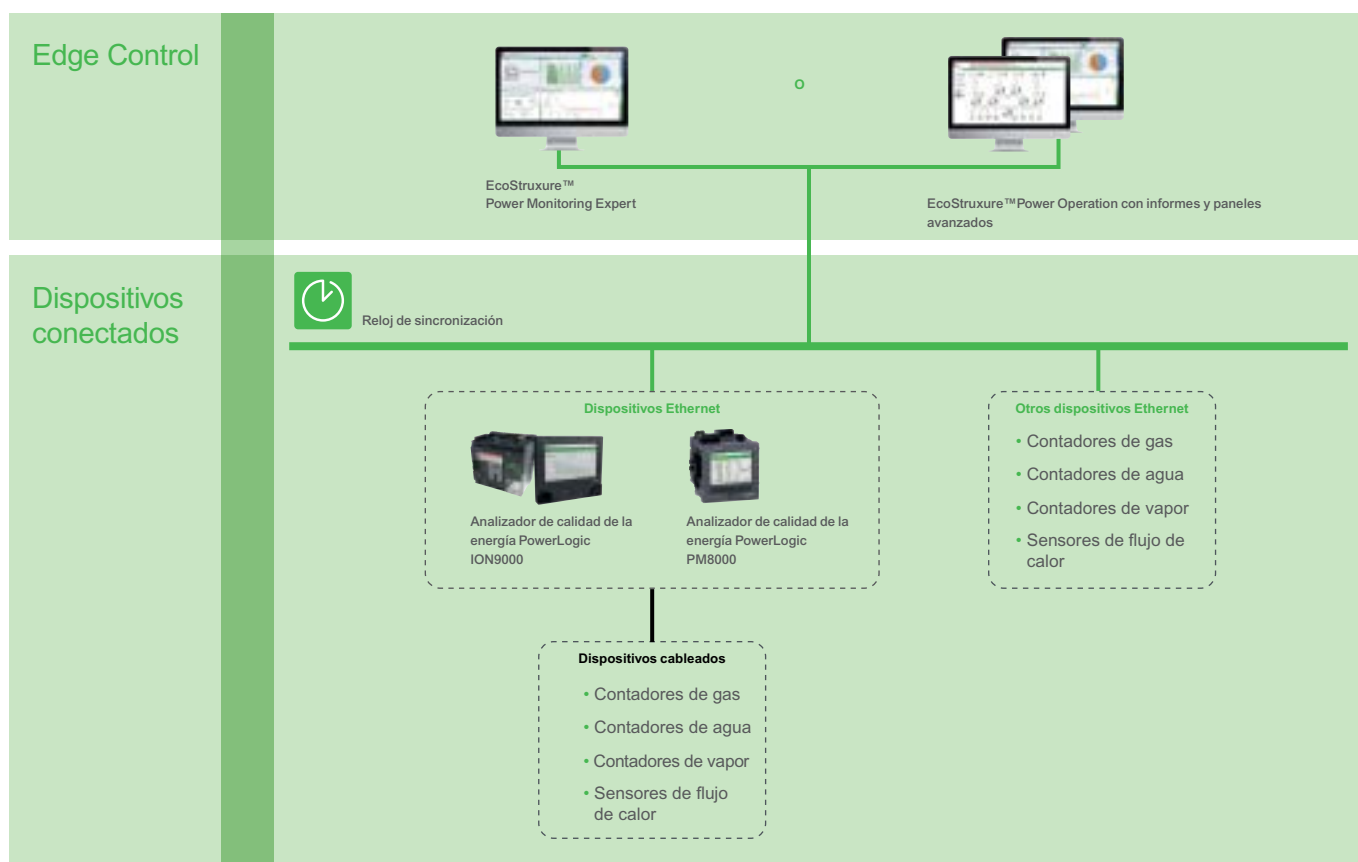 Edge Control
O
EcoStruxure™
Power Monitoring Expert
EcoStruxure™Power Operation con informes y paneles
avanzados
Dispositivos
conectados
Reloj de sincronización
Dispositivos Ethernet
Analizador de calidad de la
energía PowerLogic
ION9000
Analizador de calidad de la
energía PowerLogic
PM8000
Otros dispositivos Ethernet
• Contadores de gas
• Contadores de agua
• Contadores de vapor
• Sensores de flujo de
calor
Dispositivos cableados
• Contadores de gas
• Contadores de agua
• Contadores de vapor
• Sensores de flujo
de calor